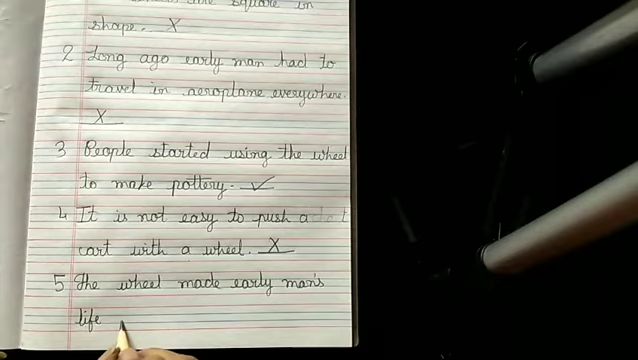 square in
shape. X
2 Long ago early man had to
travel in aeroplane everywhere.
X
3 People started using the wheel
to make pottery. ✓
4 It is not easy to push a
cart with a wheel. X
5 The wheel made early man's
life